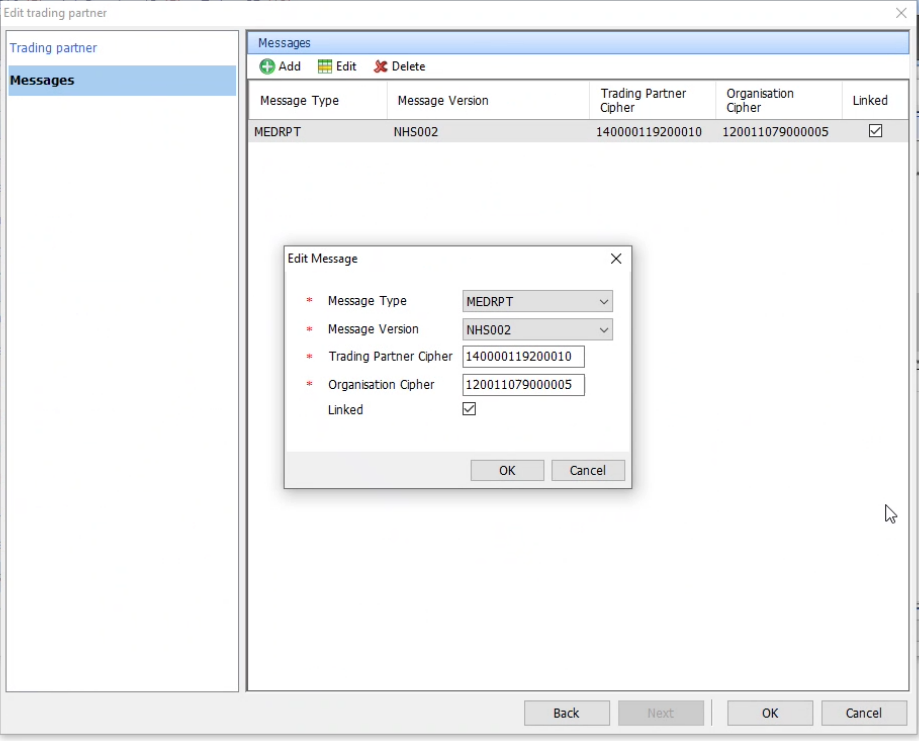 Edit trading partner
Trading partner
Messages
Messages
Add Edit Delete
Message Type Message Version Trading Partner Cipher Organisation Cipher Linked
MEDRPT NHS002 140000119200010 120011079000005
Edit Message
* Message Type MEDRPT
* Message Version NHS002
* Trading Partner Cipher 140000119200010
* Organisation Cipher 120011079000005
Linked
OK Cancel
Back Next OK Cancel